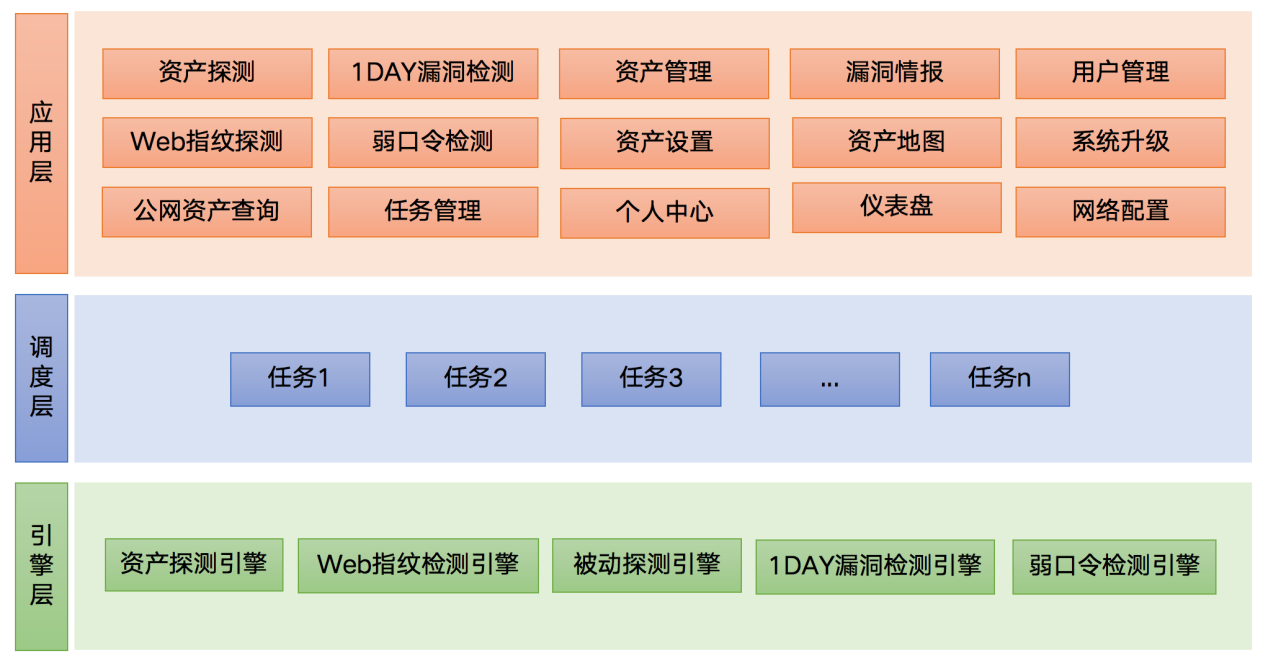 应用层
资产探测
1DAY漏洞检测
资产管理
漏洞情报
用户管理
Web指纹探测
弱口令检测
资产设置
资产地图
系统升级
公网资产查询
任务管理
个人中心
仪表盘
网络配置
调度层
任务1
任务2
任务3
...
任务n
引擎层
资产探测引擎
Web指纹检测引擎
被动探测引擎
1DAY漏洞检测引擎
弱口令检测引擎